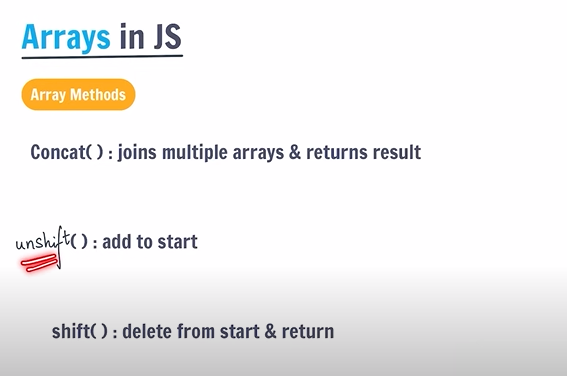 Arrays in JS
Array Methods
Concat( ) : joins multiple arrays & returns result
unshift( ) : add to start
shift( ) : delete from start & return